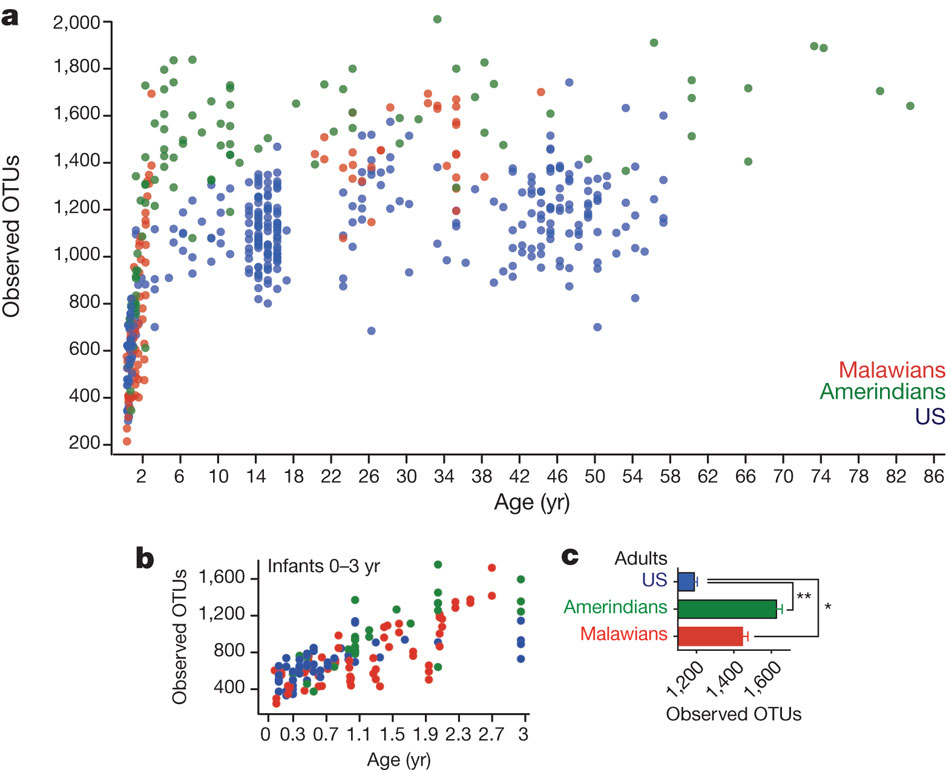 a
2,000
1,800
1,600
1,400
1,200
1,000
800
600
400
200
Observed OTUs
Malawians
Amerindians
US
2 6 10 14 18 22 26 30 34 38 42 46 50 54 58 62 66 70 74 78 82 86
Age (yr)
b
Infants 0–3 yr
1,600
1,200
800
400
Observed OTUs
0 0.3 0.7 1.1 1.5 1.9 2.3 2.7 3
Age (yr)
c
Adults
US
Amerindians
Malawians
**
*
1,200 1,400 1,600
Observed OTUs